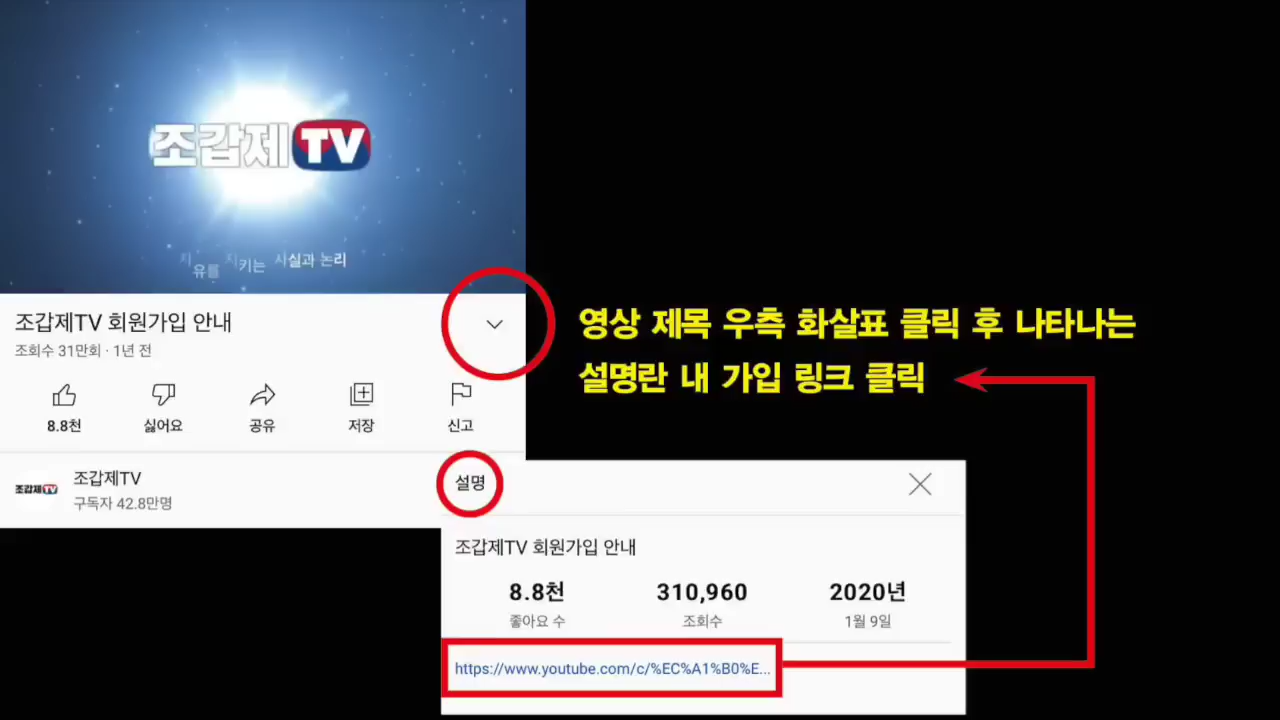 조갑제TV
자유를 지키는 사실과 논리
조갑제TV 회원가입 안내
조회수 31만회 · 1년 전
8.8천
싫어요
공유
저장
신고
조갑제TV
조갑제TV
구독자 42.8만명
영상 제목 우측 화살표 클릭 후 나타나는
설명란 내 가입 링크 클릭
설명
조갑제TV 회원가입 안내
8.8천
310,960
2020년
좋아요 수
조회수
1월 9일
https://www.youtube.com/c/%EC%A1%B0%E...